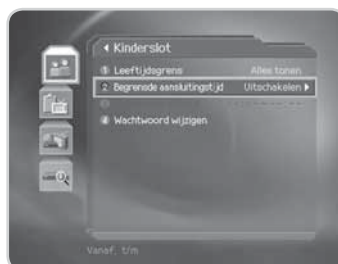 ◀ Kinderslot
1 Leeftijdsgrens Alles tonen
2 Begrensde aansluitingstijd Uitschakelen ▶
4 Wachtwoord wijzigen
Vanaf, t/m